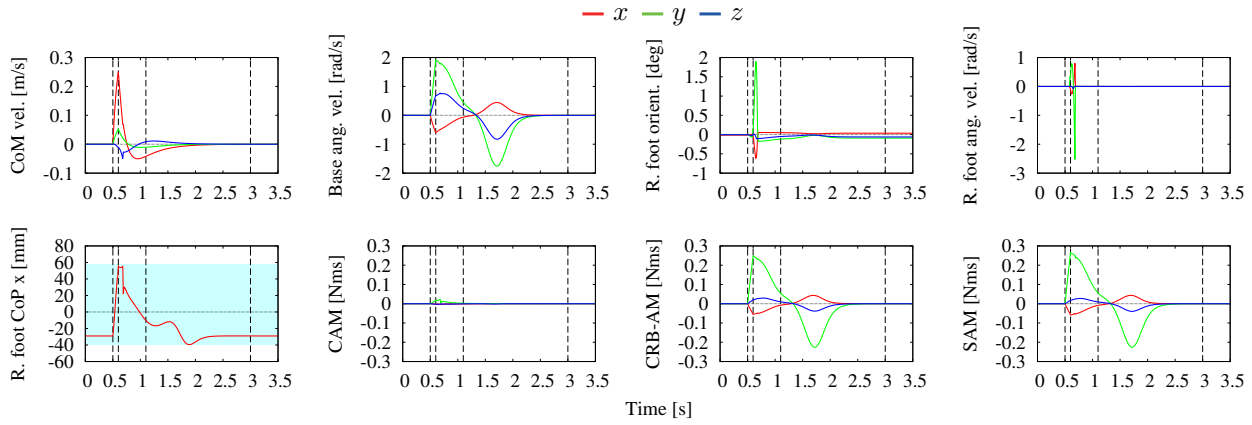 x y z
CoM vel. [m/s]
0.3
0.2
0.1
0
-0.1
0 0.5 1 1.5 2 2.5 3 3.5
Base ang. vel. [rad/s]
2
1
0
-1
-2
0 0.5 1 1.5 2 2.5 3 3.5
R. foot orient. [deg]
2
1.5
1
0.5
0
-0.5
-1
0 0.5 1 1.5 2 2.5 3 3.5
R. foot ang. vel. [rad/s]
1
0
-1
-2
-3
0 0.5 1 1.5 2 2.5 3 3.5
R. foot CoP x [mm]
80
60
40
20
0
-20
-40
-60
0 0.5 1 1.5 2 2.5 3 3.5
CAM [Nms]
0.3
0.2
0.1
0
-0.1
-0.2
-0.3
0 0.5 1 1.5 2 2.5 3 3.5
CRB-AM [Nms]
0.3
0.2
0.1
0
-0.1
-0.2
-0.3
0 0.5 1 1.5 2 2.5 3 3.5
SAM [Nms]
0.3
0.2
0.1
0
-0.1
-0.2
-0.3
0 0.5 1 1.5 2 2.5 3 3.5
Time [s]